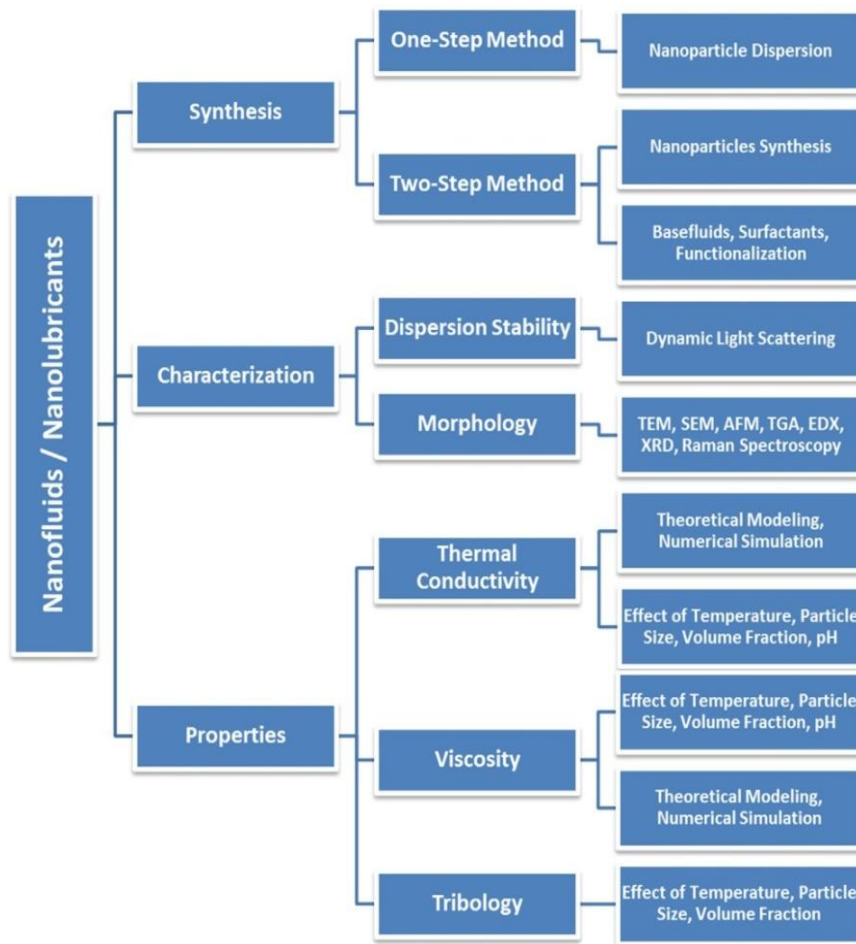 Nanofluids / Nanolubricants
Synthesis
One-Step Method
Nanoparticle Dispersion
Two-Step Method
Nanoparticles Synthesis
Basefluids, Surfactants,
Functionalization
Characterization
Dispersion Stability
Dynamic Light Scattering
Morphology
TEM, SEM, AFM, TGA, EDX,
XRD, Raman Spectroscopy
Properties
Thermal
Conductivity
Theoretical Modeling,
Numerical Simulation
Effect of Temperature, Particle
Size, Volume Fraction, pH
Viscosity
Effect of Temperature, Particle
Size, Volume Fraction, pH
Theoretical Modeling,
Numerical Simulation
Tribology
Effect of Temperature, Particle
Size, Volume Fraction